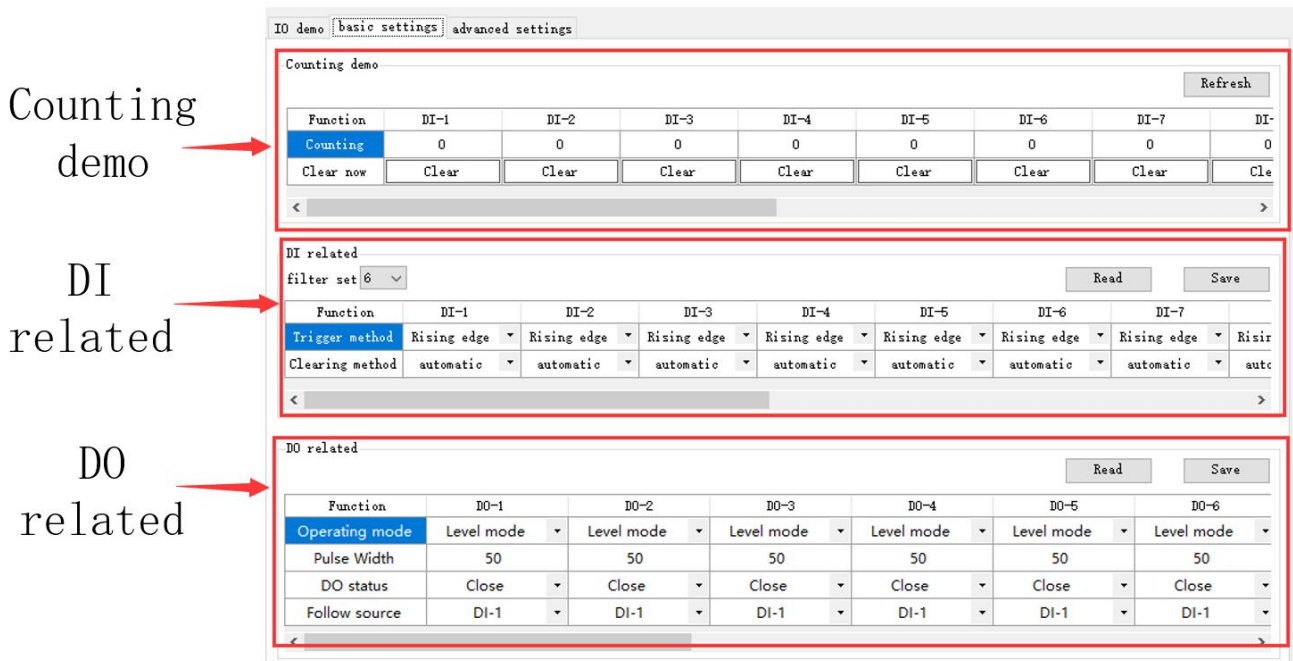 IO demo basic settings advanced settings
Counting demo
Counting demo
Refresh
Function DI-1 DI-2 DI-3 DI-4 DI-5 DI-6 DI-7 DI-
Counting 0 0 0 0 0 0 0 0
Clear now Clear Clear Clear Clear Clear Clear Clear Cle
DI related
DI related
filter set 6 Read Save
Function DI-1 DI-2 DI-3 DI-4 DI-5 DI-6 DI-7
Trigger method Rising edge Rising edge Rising edge Rising edge Rising edge Rising edge Rising edge Risin
Clearing method automatic automatic automatic automatic automatic automatic automatic auto
DO related
DO related
Read Save
Function DO-1 DO-2 DO-3 DO-4 DO-5 DO-6
Operating mode Level mode Level mode Level mode Level mode Level mode Level mode
Pulse Width 50 50 50 50 50 50
DO status Close Close Close Close Close Close
Follow source DI-1 DI-1 DI-1 DI-1 DI-1 DI-1